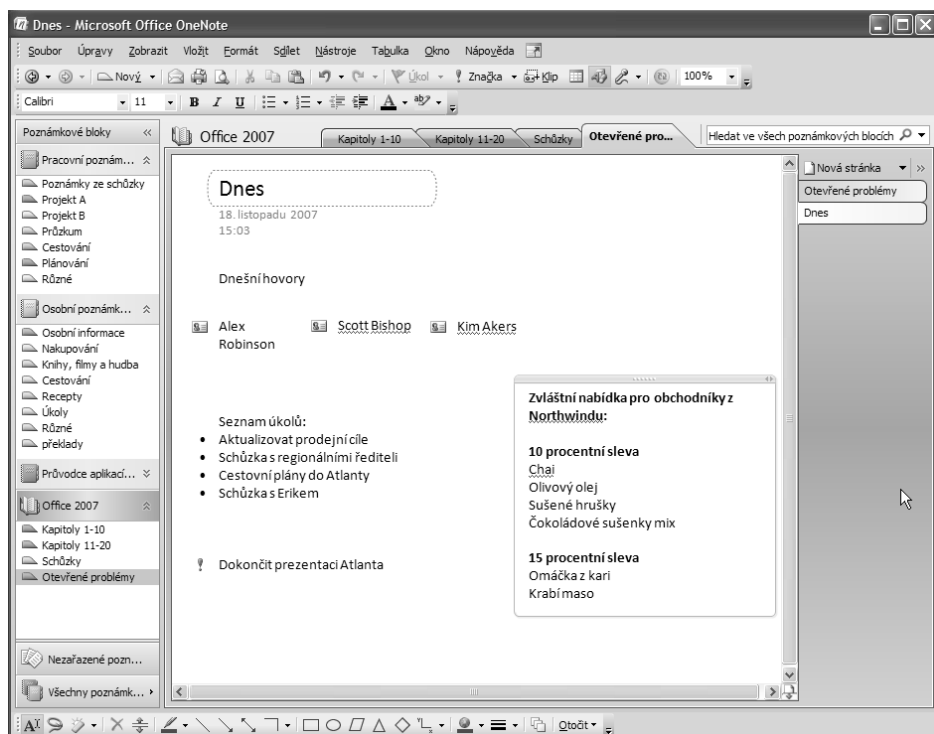 Dnes - Microsoft Office OneNote
Soubor Úpravy Zobrazit Vložit Formát Sdílet Nástroje Tabulka Okno Nápověda
Nový Úkol Značka Klip 100%
Calibri 11 B I U A ab
Poznámkové bloky
Office 2007
Kapitoly 1-10
Kapitoly 11-20
Schůzky
Otevřené pro...
Hledat ve všech poznámkových blocích
Pracovní poznám...
Poznámky ze schůzky
Projekt A
Projekt B
Průzkum
Cestování
Plánování
Různé
Osobní poznámk...
Osobní informace
Nakupování
Knihy, filmy a hudba
Cestování
Recepty
Úkoly
Různé
překlady
Průvodce aplikací...
Office 2007
Kapitoly 1-10
Kapitoly 11-20
Schůzky
Otevřené problémy
Nezařazené pozn...
Všechny poznámk...
Dnes
18. listopadu 2007
15:03
Dnešní hovory
Alex
Robinson
Scott Bishop
Kim Akers
Seznam úkolů:
• Aktualizovat prodejní cíle
• Schůzka s regionálními řediteli
• Cestovní plány do Atlanty
• Schůzka s Erikem
Dokončit prezentaci Atlanta
Zvláštní nabídka pro obchodníky z
Northwindu:
10 procentní sleva
Chai
Olivový olej
Sušené hrušky
Čokoládové sušenky mix
15 procentní sleva
Omáčka z kari
Krabí maso
Nová stránka
Otevřené problémy
Dnes
Otočit